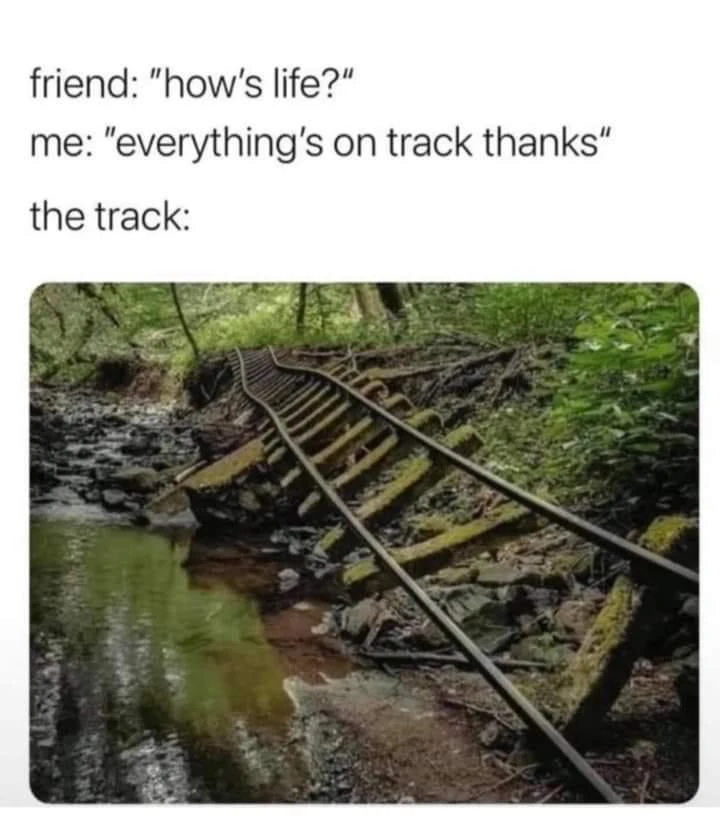 friend: "how's life?"
me: "everything's on track thanks"
the track: